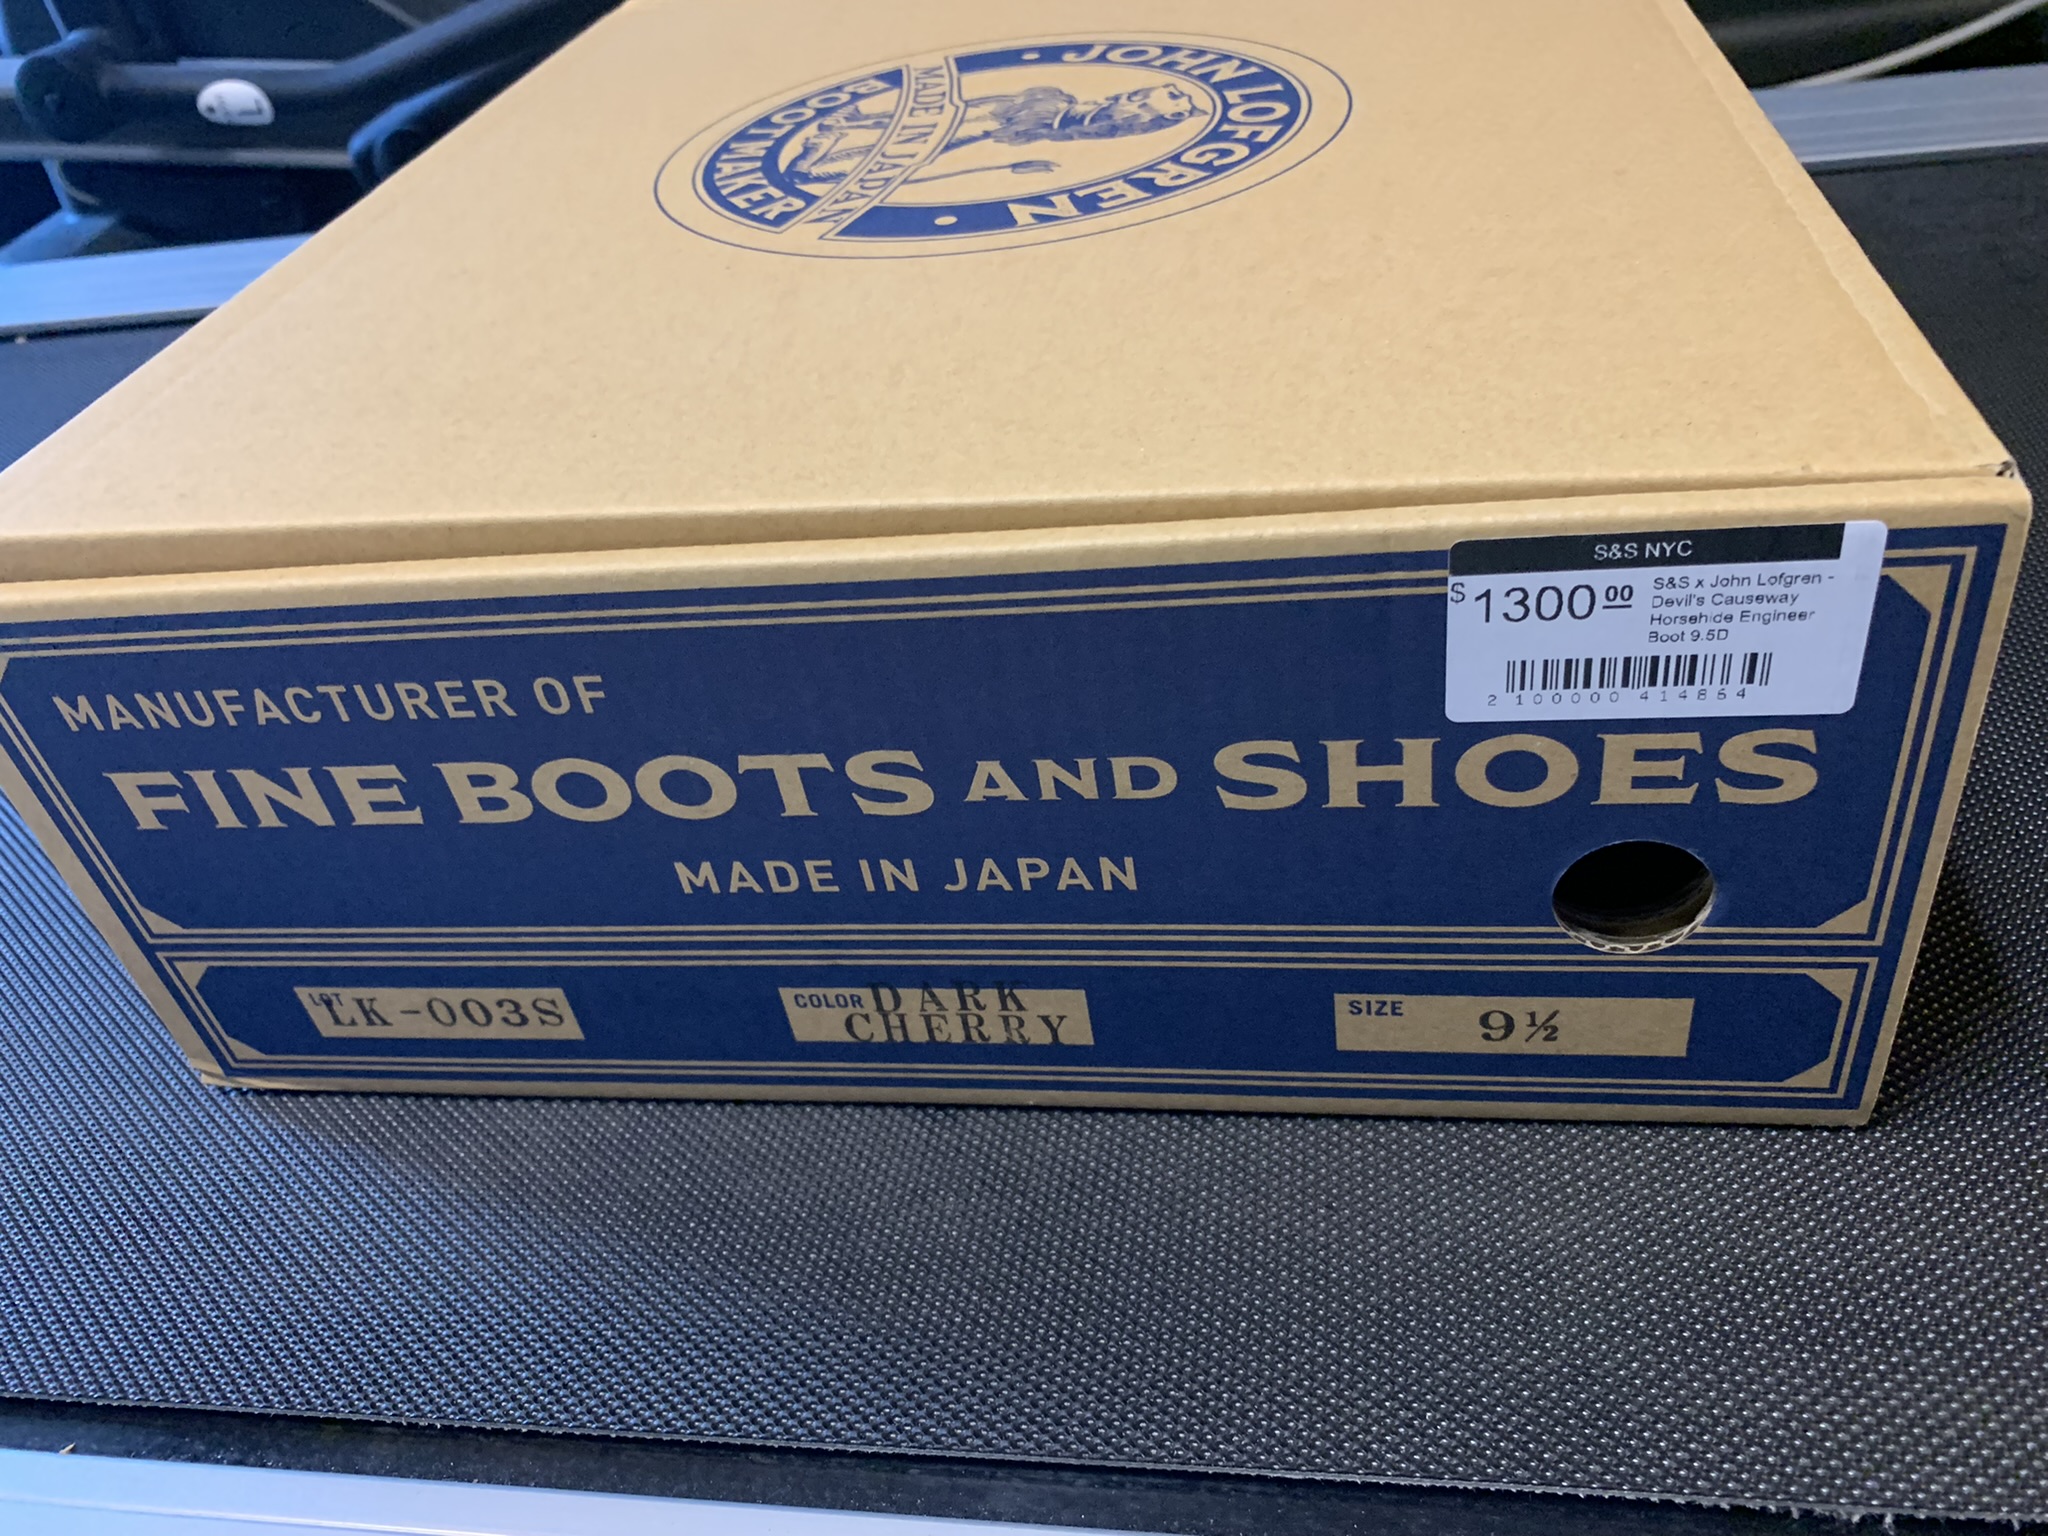 JOHN LOFGREN
MADE IN JAPAN
BOOTMAKER
S&S NYC
$1300.00
S&S x John Lofgren -
Devil's Causeway
Horsehide Engineer
Boot 9.5D
2 100000 414864
MANUFACTURER OF
FINE BOOTS AND SHOES
MADE IN JAPAN
LOT LK-003S
COLOR DARK
CHERRY
SIZE 9½